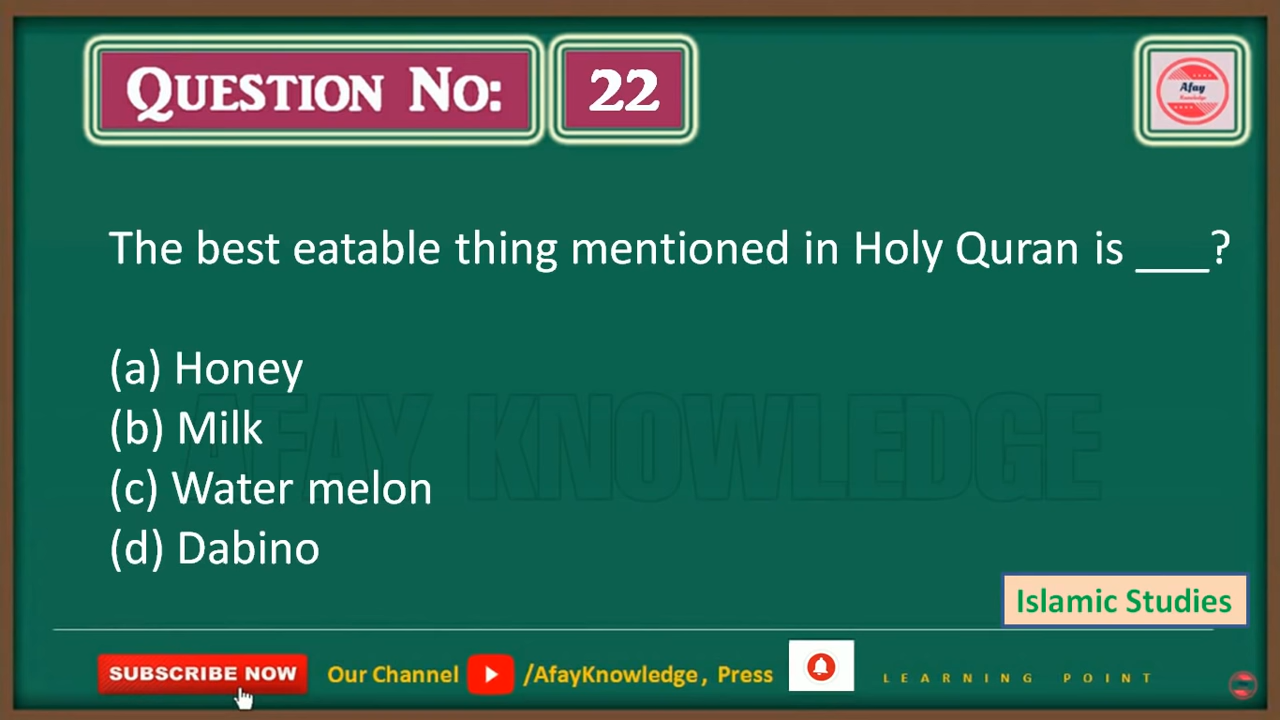 QUESTION NO: 22
Afay
Knowledge
The best eatable thing mentioned in Holy Quran is ___?
(a) Honey
(b) Milk
(c) Water melon
(d) Dabino
AFAY KNOWLEDGE
Islamic Studies
SUBSCRIBE NOW Our Channel /AfayKnowledge, Press LEARNING POINT